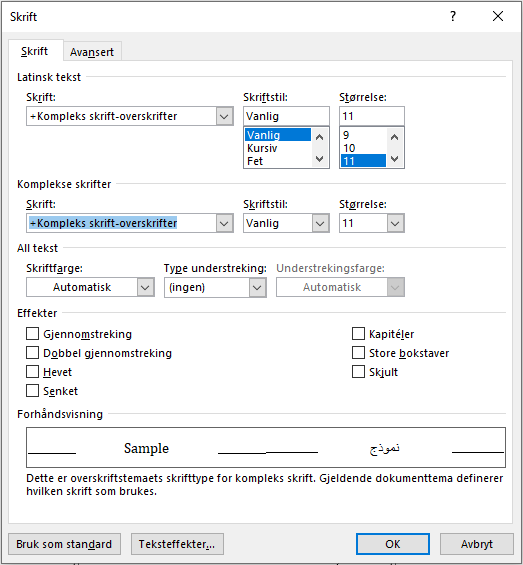 Skrift
Skrift Avansert
Latinsk tekst
Skrift: Skriftstil: Størrelse:
+Kompleks skrift-overskrifter Vanlig 11
Vanlig 9
Kursiv 10
Fet 11
Komplekse skrifter
Skrift: Skriftstil: Størrelse:
+Kompleks skrift-overskrifter Vanlig 11
All tekst
Skriftfarge: Type understreking: Understrekingsfarge:
Automatisk (ingen) Automatisk
Effekter
Gjennomstreking Kapitéler
Dobbel gjennomstreking Store bokstaver
Hevet Skjult
Senket
Forhåndsvisning
Sample نموذج
Dette er overskriftstemaets skrifttype for kompleks skrift. Gjeldende dokumenttema definerer
hvilken skrift som brukes.
Bruk som standard Teksteffekter... OK Avbryt